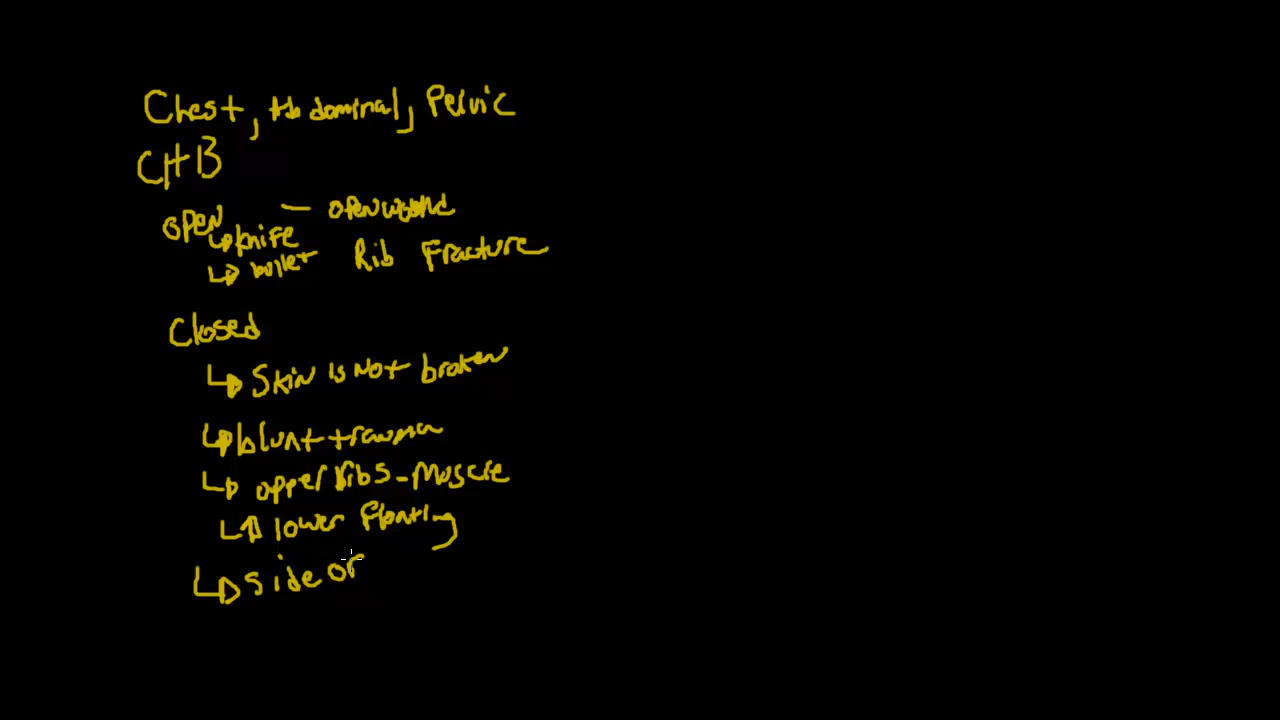 Chest, Abdominal, Pelvic
CHB
open — open wound
↳ knife
↳ bullet Rib Fracture
Closed
↳ Skin is Not broken
↳ blunt trauma
↳ upper Ribs - Muscle
↳ lower floating
↳ side or